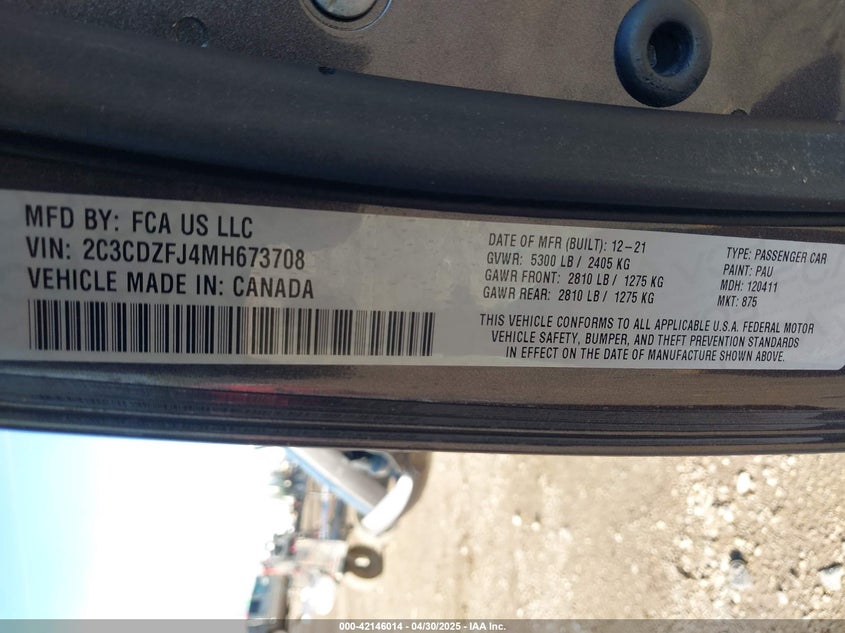 MFD BY: FCA US LLC
VIN: 2C3CDZFJ4MH673708
VEHICLE MADE IN: CANADA
DATE OF MFR (BUILT): 12-21
GVWR: 5300 LB / 2405 KG
GAWR FRONT: 2810 LB / 1275 KG
GAWR REAR: 2810 LB / 1275 KG
TYPE: PASSENGER CAR
PAINT: PAU
MDH: 120411
MKT: 875
THIS VEHICLE CONFORMS TO ALL APPLICABLE U.S.A. FEDERAL MOTOR
VEHICLE SAFETY, BUMPER, AND THEFT PREVENTION STANDARDS
IN EFFECT ON THE DATE OF MANUFACTURE SHOWN ABOVE.
000-42146014 - 04/30/2025 - IAA Inc.